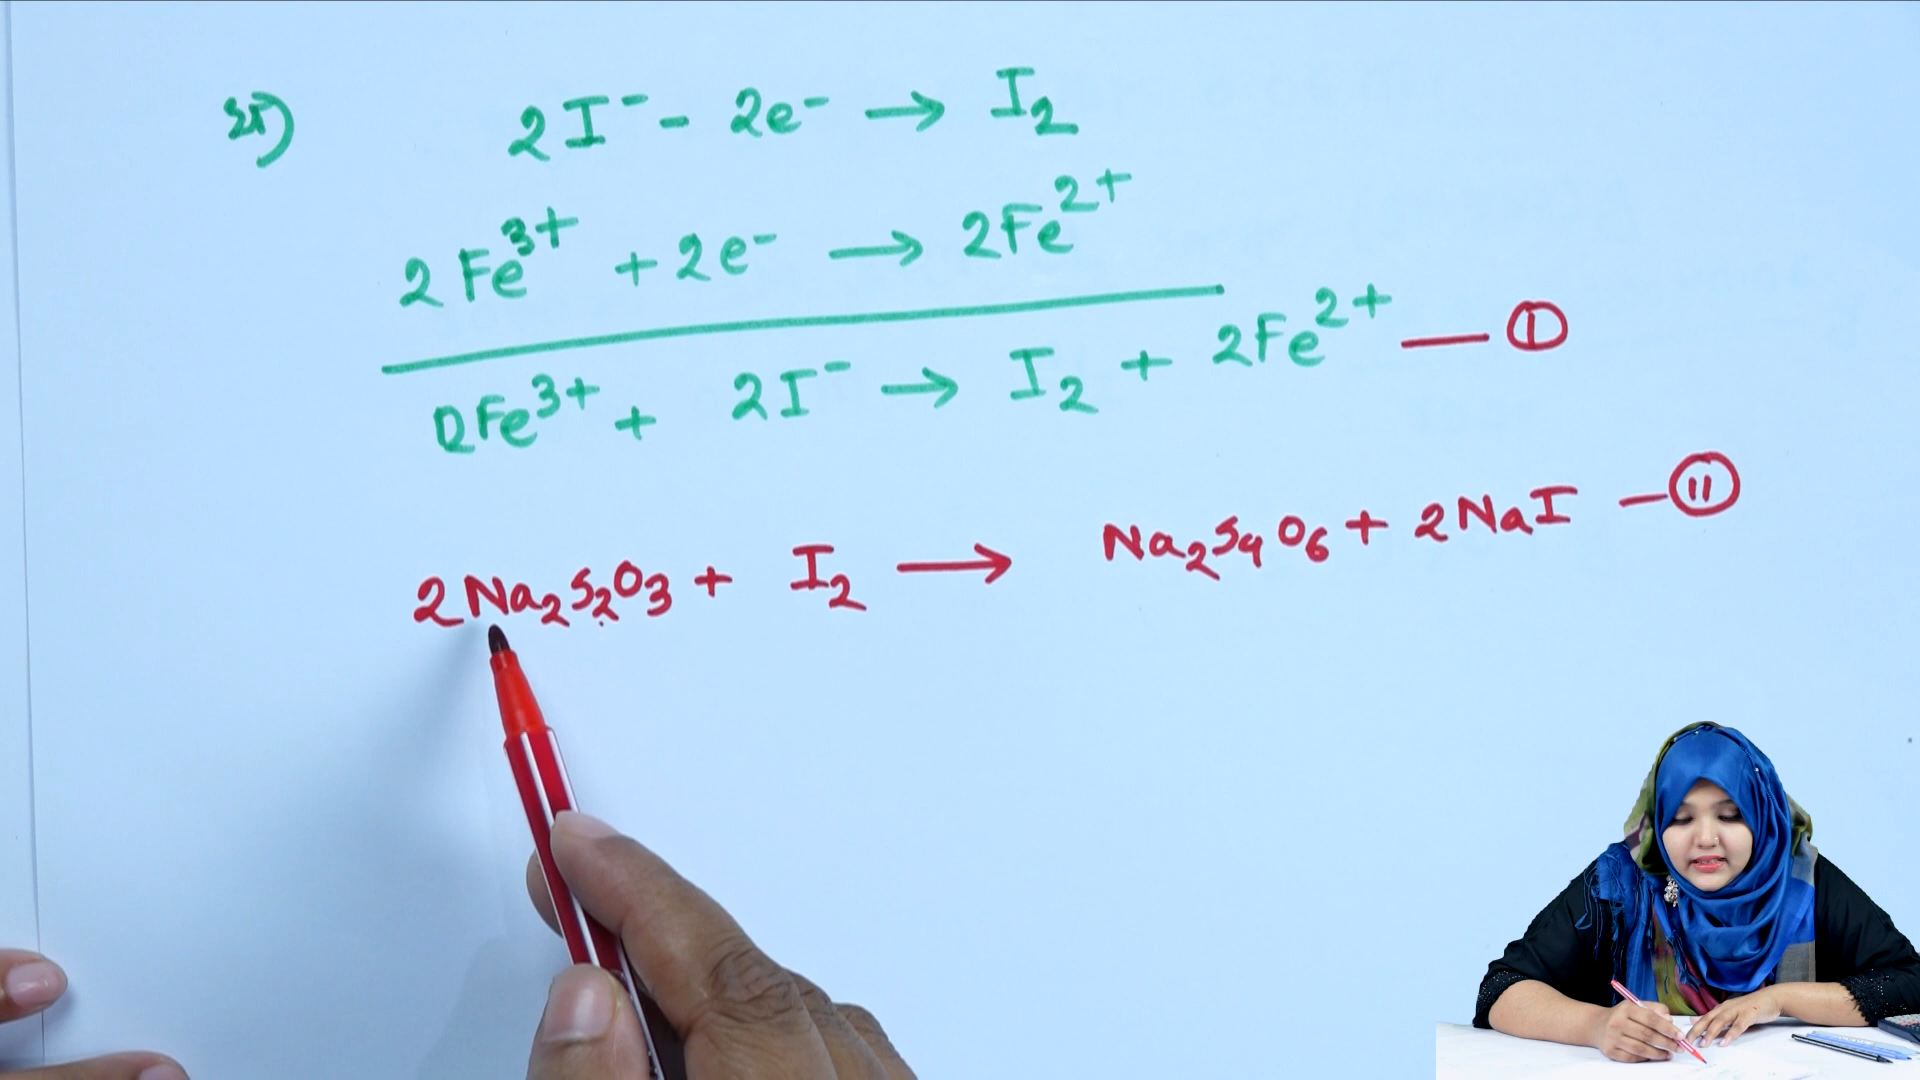 ঘ) 2I⁻ - 2e⁻ → I₂
2Fe³⁺ + 2e⁻ → 2Fe²⁺
2Fe³⁺ + 2I⁻ → I₂ + 2Fe²⁺ — Ⓘ
2Na₂S₂O₃ + I₂ → Na₂S₄O₆ + 2NaI — (II)